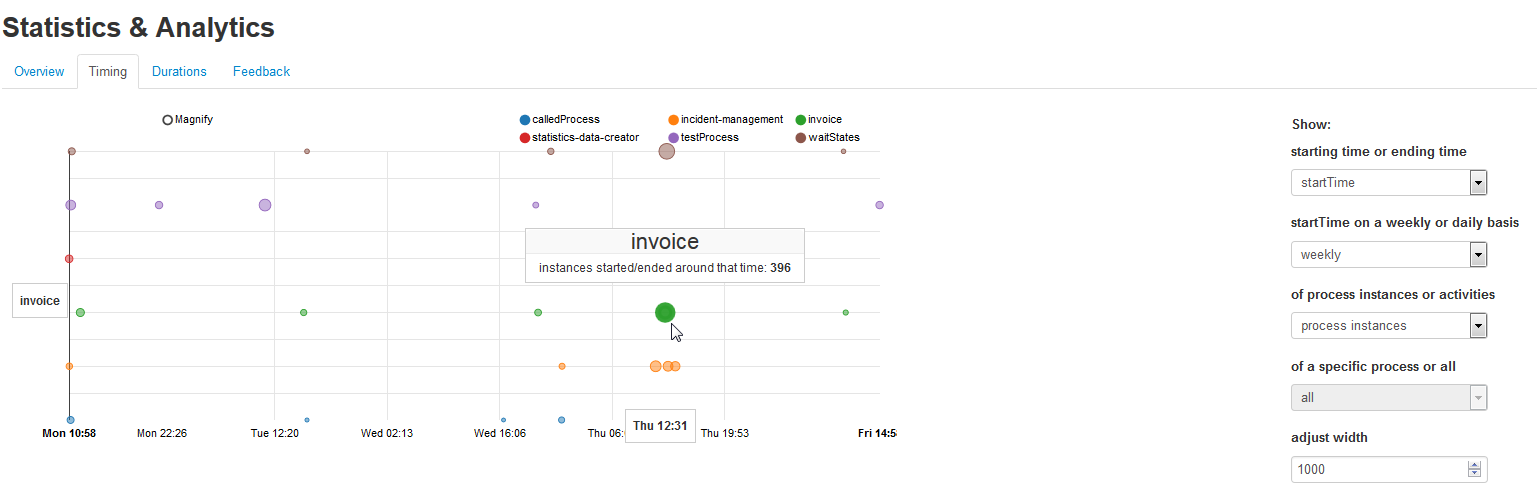 Statistics & Analytics
Overview Timing Durations Feedback
Magnify calledProcess incident-management invoice
statistics-data-creator testProcess waitStates
invoice
instances started/ended around that time: 396
invoice
Thu 12:31
Mon 10:58 Mon 22:26 Tue 12:20 Wed 02:13 Wed 16:06 Thu 06: Thu 19:53 Fri 14:5
Show:
starting time or ending time
startTime
startTime on a weekly or daily basis
weekly
of process instances or activities
process instances
of a specific process or all
all
adjust width
1000